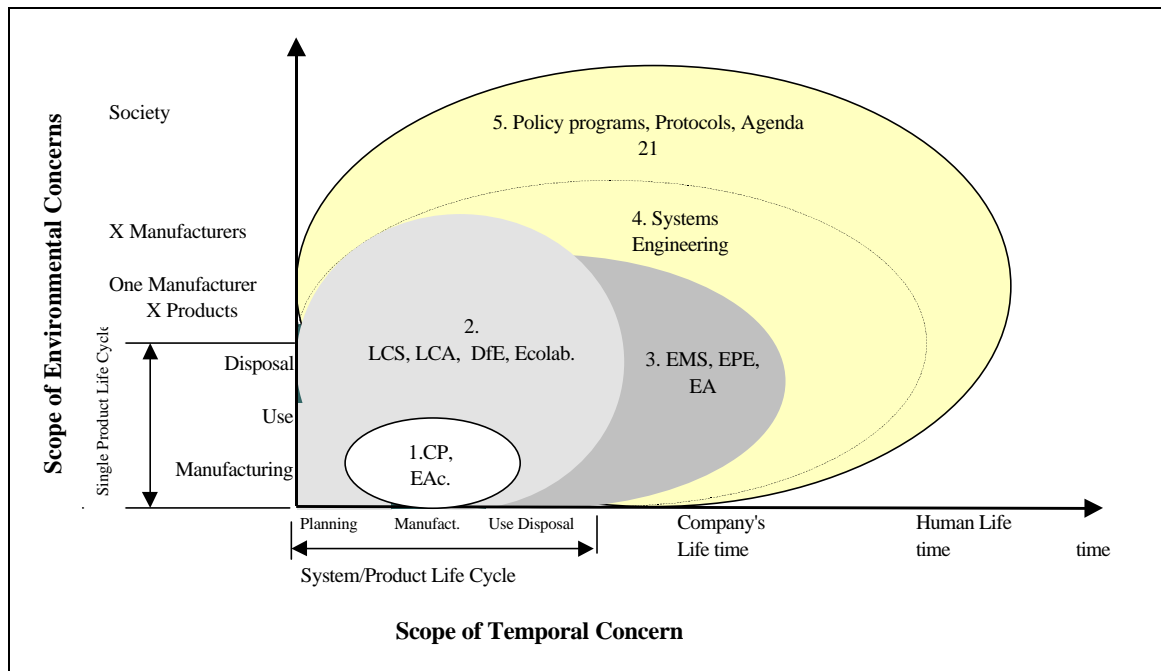 Scope of Environmental Concerns
Society
X Manufacturers
One Manufacturer
X Products
Single Product Life Cycle
Disposal
Use
Manufacturing
5. Policy programs, Protocols, Agenda
21
4. Systems
Engineering
2.
LCS, LCA, DfE, Ecolab.
3. EMS, EPE,
EA
1.CP,
EAc.
Planning Manufact. Use Disposal
System/Product Life Cycle
Company's
Life time
Human Life
time
time
Scope of Temporal Concern